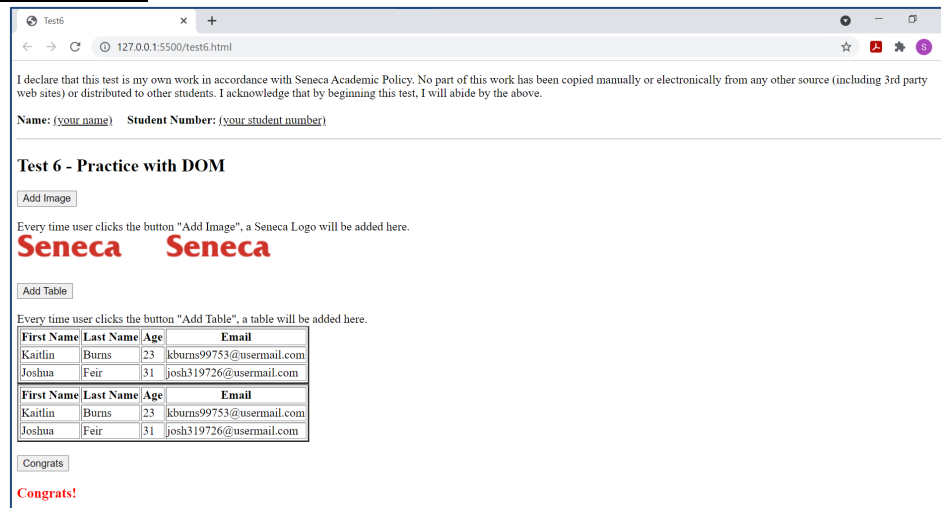 Test6
127.0.0.1:5500/test6.html
S
I declare that this test is my own work in accordance with Seneca Academic Policy. No part of this work has been copied manually or electronically from any other source (including 3rd party
web sites) or distributed to other students. I acknowledge that by beginning this test, I will abide by the above.
Name: (your name) Student Number: (your student number)
Test 6 - Practice with DOM
Add Image
Every time user clicks the button "Add Image", a Seneca Logo will be added here.
Seneca Seneca
Add Table
Every time user clicks the button "Add Table", a table will be added here.
First Name Last Name Age Email
Kaitlin Burns 23 kburns99753@usermail.com
Joshua Feir 31 josh319726@usermail.com
First Name Last Name Age Email
Kaitlin Burns 23 kburns99753@usermail.com
Joshua Feir 31 josh319726@usermail.com
Congrats
Congrats!